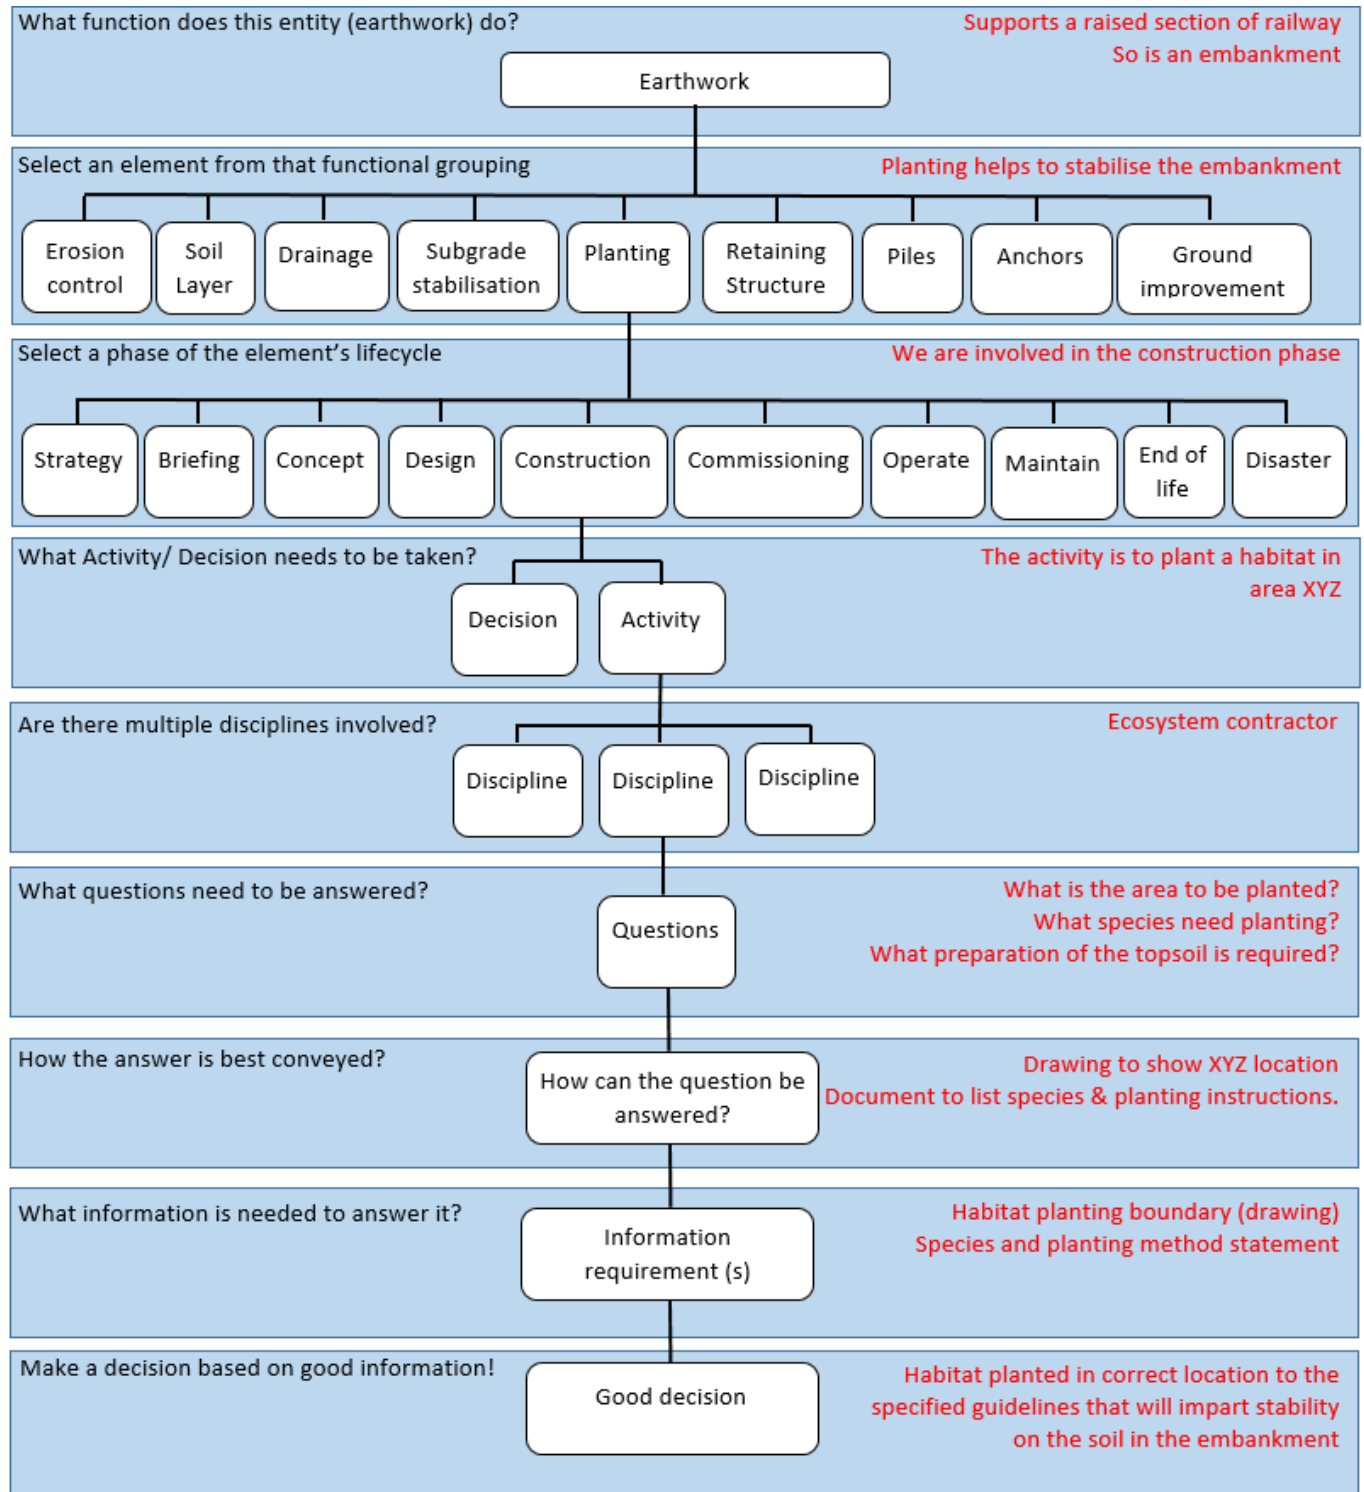 What function does this entity (earthwork) do?
Supports a raised section of railway
So is an embankment
Earthwork
Select an element from that functional grouping
Planting helps to stabilise the embankment
Erosion
control
Soil
Layer
Drainage
Subgrade
stabilisation
Planting
Retaining
Structure
Piles
Anchors
Ground
improvement
Select a phase of the element’s lifecycle
We are involved in the construction phase
Strategy
Briefing
Concept
Design
Construction
Commissioning
Operate
Maintain
End of
life
Disaster
What Activity/ Decision needs to be taken?
The activity is to plant a habitat in
area XYZ
Decision
Activity
Are there multiple disciplines involved?
Ecosystem contractor
Discipline
Discipline
Discipline
What questions need to be answered?
What is the area to be planted?
What species need planting?
What preparation of the topsoil is required?
Questions
How the answer is best conveyed?
Drawing to show XYZ location
Document to list species & planting instructions.
How can the question be
answered?
What information is needed to answer it?
Habitat planting boundary (drawing)
Species and planting method statement
Information
requirement (s)
Make a decision based on good information!
Good decision
Habitat planted in correct location to the
specified guidelines that will impart stability
on the soil in the embankment